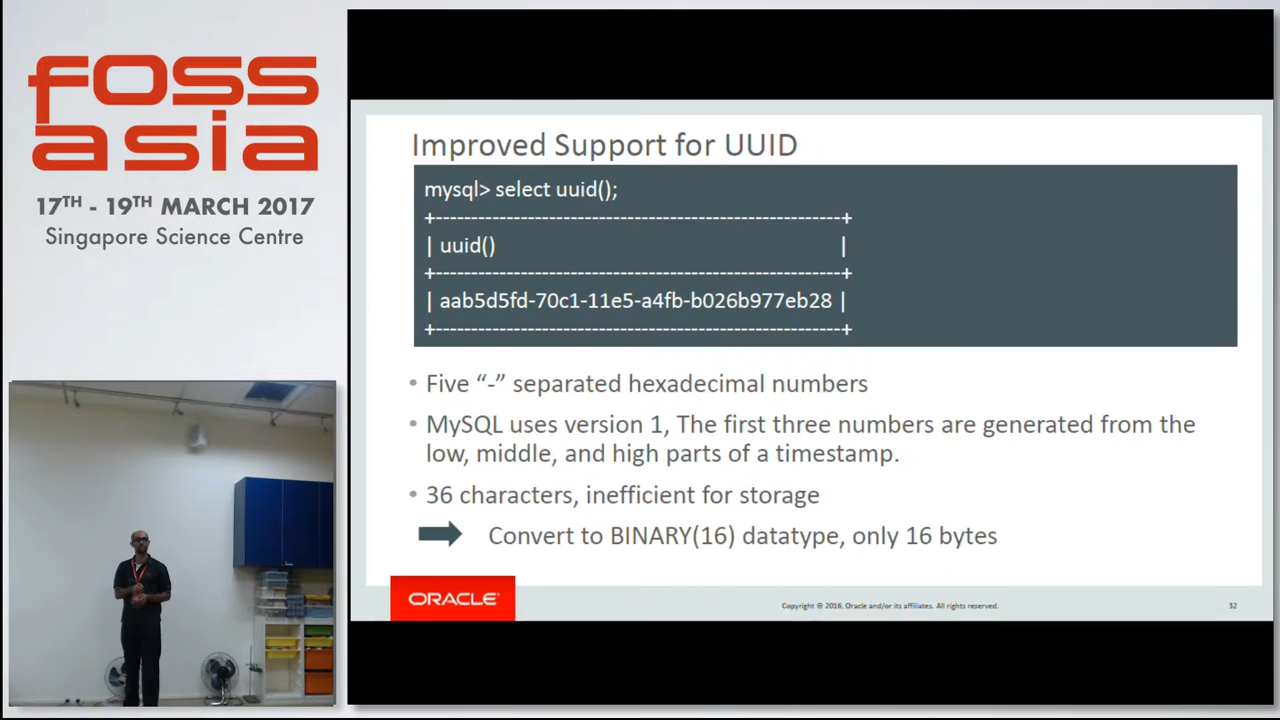 foss
asia
17TH - 19TH MARCH 2017
Singapore Science Centre
Improved Support for UUID
mysql> select uuid();
+-----------------------------------------------------------+
| uuid() |
+-----------------------------------------------------------+
| aab5d5fd-70c1-11e5-a4fb-b026b977eb28 |
+-----------------------------------------------------------+
• Five “-” separated hexadecimal numbers
• MySQL uses version 1, The first three numbers are generated from the
low, middle, and high parts of a timestamp.
• 36 characters, inefficient for storage
Convert to BINARY(16) datatype, only 16 bytes
ORACLE®
Copyright © 2016, Oracle and/or its affiliates. All rights reserved.
32